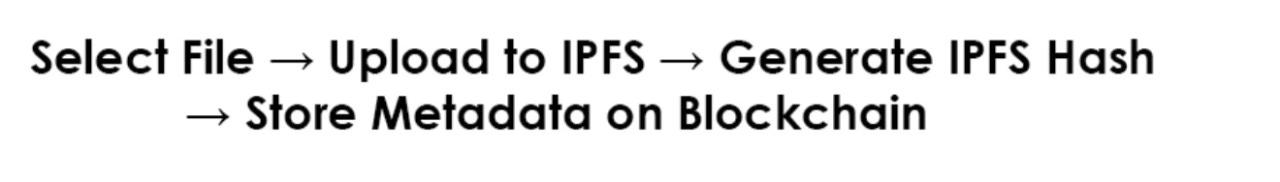 Select File → Upload to IPFS → Generate IPFS Hash
→ Store Metadata on Blockchain